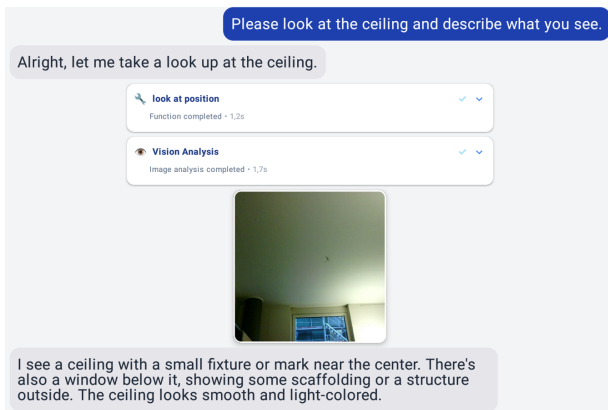 Please look at the ceiling and describe what you see.
Alright, let me take a look up at the ceiling.
look at position
Function completed • 1,2s
Vision Analysis
Image analysis completed • 1,7s
I see a ceiling with a small fixture or mark near the center. There's
also a window below it, showing some scaffolding or a structure
outside. The ceiling looks smooth and light-colored.